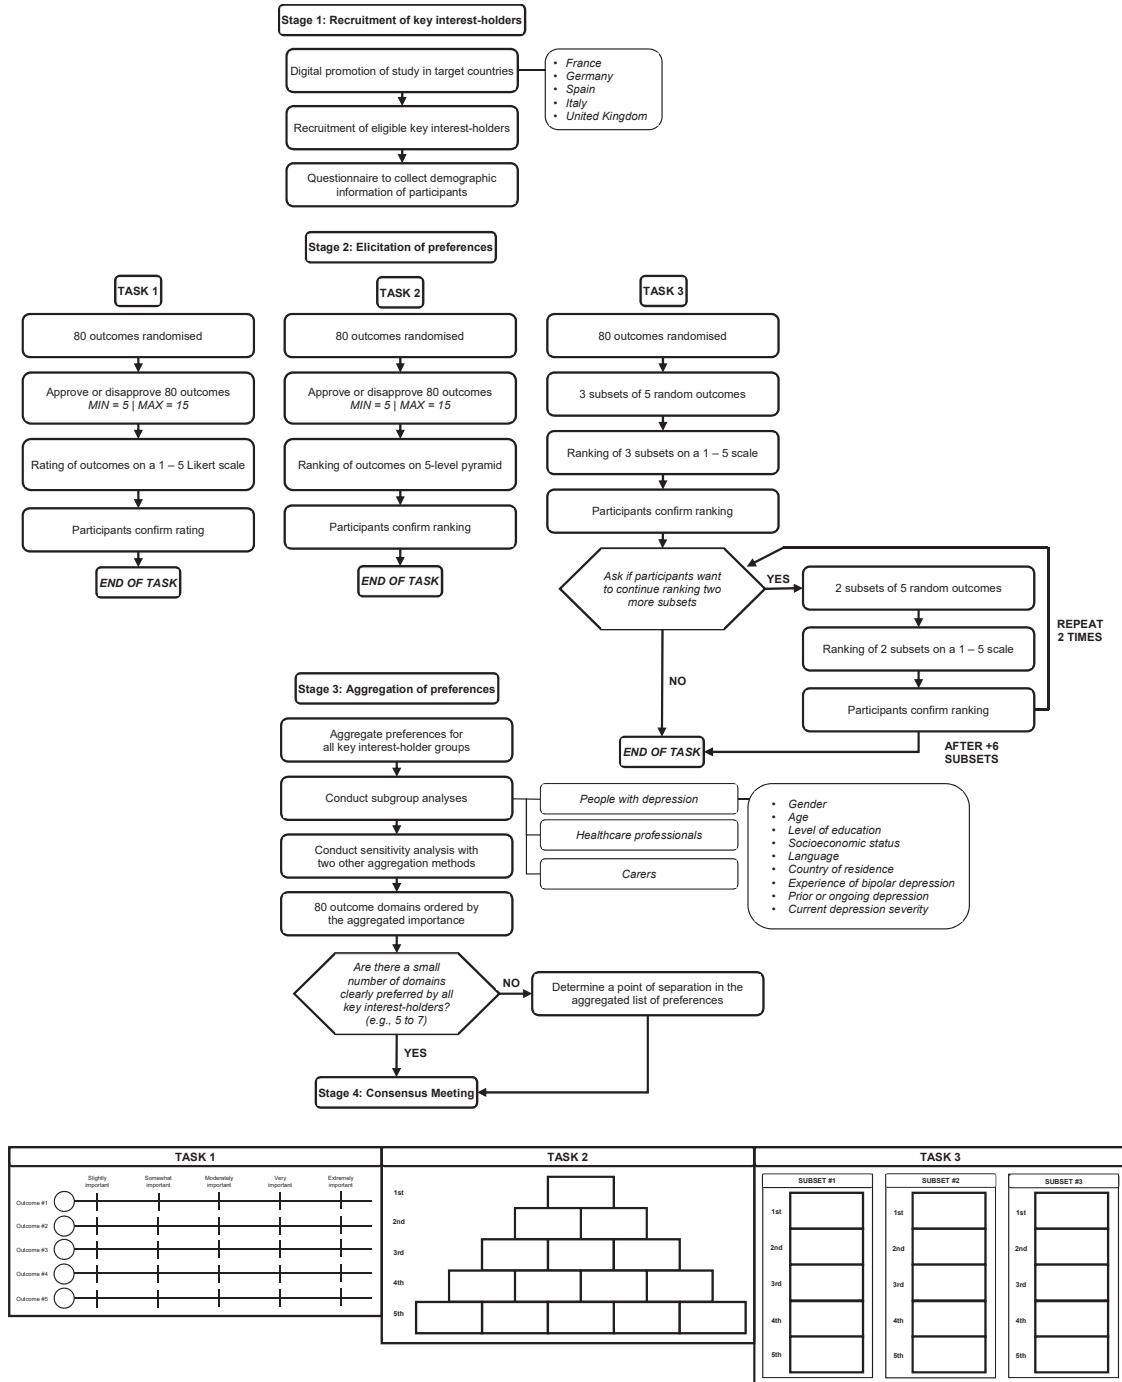 Stage 1: Recruitment of key interest-holders
Digital promotion of study in target countries
• France
• Germany
• Spain
• Italy
• United Kingdom
Recruitment of eligible key interest-holders
Questionnaire to collect demographic
information of participants
Stage 2: Elicitation of preferences
TASK 1
80 outcomes randomised
Approve or disapprove 80 outcomes
MIN = 5 | MAX = 15
Rating of outcomes on a 1 – 5 Likert scale
Participants confirm rating
END OF TASK
TASK 2
80 outcomes randomised
Approve or disapprove 80 outcomes
MIN = 5 | MAX = 15
Ranking of outcomes on 5-level pyramid
Participants confirm ranking
END OF TASK
TASK 3
80 outcomes randomised
3 subsets of 5 random outcomes
Ranking of 3 subsets on a 1 – 5 scale
Participants confirm ranking
Ask if participants want
to continue ranking two
more subsets
YES
2 subsets of 5 random outcomes
Ranking of 2 subsets on a 1 – 5 scale
Participants confirm ranking
REPEAT
2 TIMES
NO
AFTER +6
SUBSETS
END OF TASK
Stage 3: Aggregation of preferences
Aggregate preferences for
all key interest-holder groups
Conduct subgroup analyses
People with depression
Healthcare professionals
Carers
• Gender
• Age
• Level of education
• Socioeconomic status
• Language
• Country of residence
• Experience of bipolar depression
• Prior or ongoing depression
• Current depression severity
Conduct sensitivity analysis with
two other aggregation methods
80 outcome domains ordered by
the aggregated importance
Are there a small
number of domains
clearly preferred by all
key interest-holders?
(e.g., 5 to 7)
NO
Determine a point of separation in the
aggregated list of preferences
YES
Stage 4: Consensus Meeting
TASK 1
Slightly
important
Somewhat
important
Moderately
important
Very
important
Extremely
important
Outcome #1
Outcome #2
Outcome #3
Outcome #4
Outcome #5
TASK 2
1st
2nd
3rd
4th
5th
TASK 3
SUBSET #1
1st
2nd
3rd
4th
5th
SUBSET #2
1st
2nd
3rd
4th
5th
SUBSET #3
1st
2nd
3rd
4th
5th